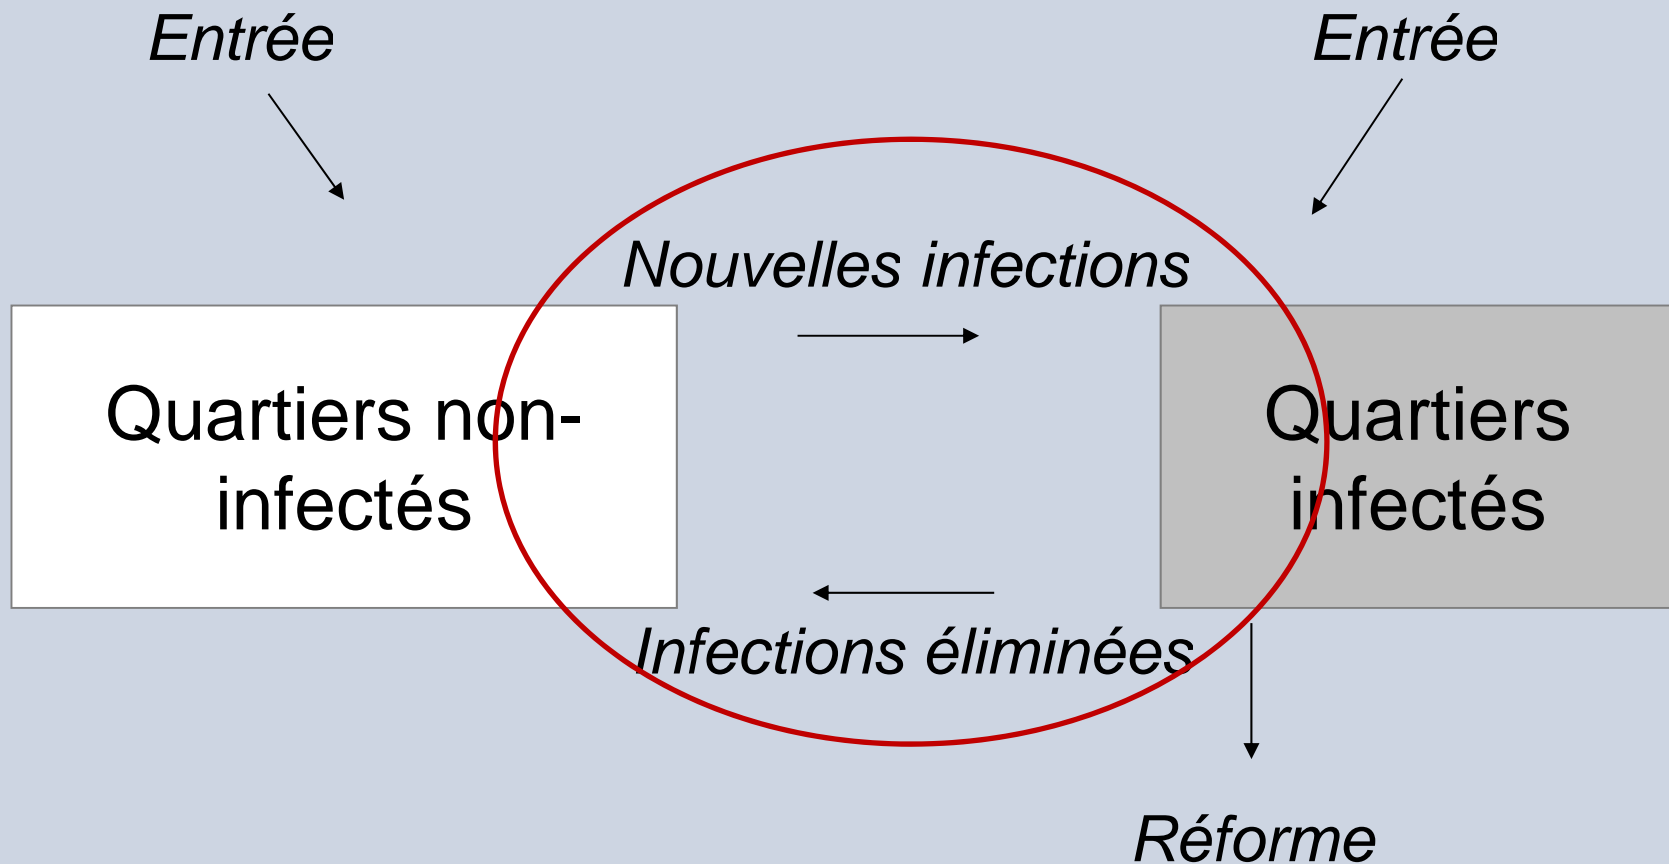 Entrée
Entrée
Nouvelles infections
Quartiers non-
infectés
Quartiers
infectés
Infections éliminées
Réforme